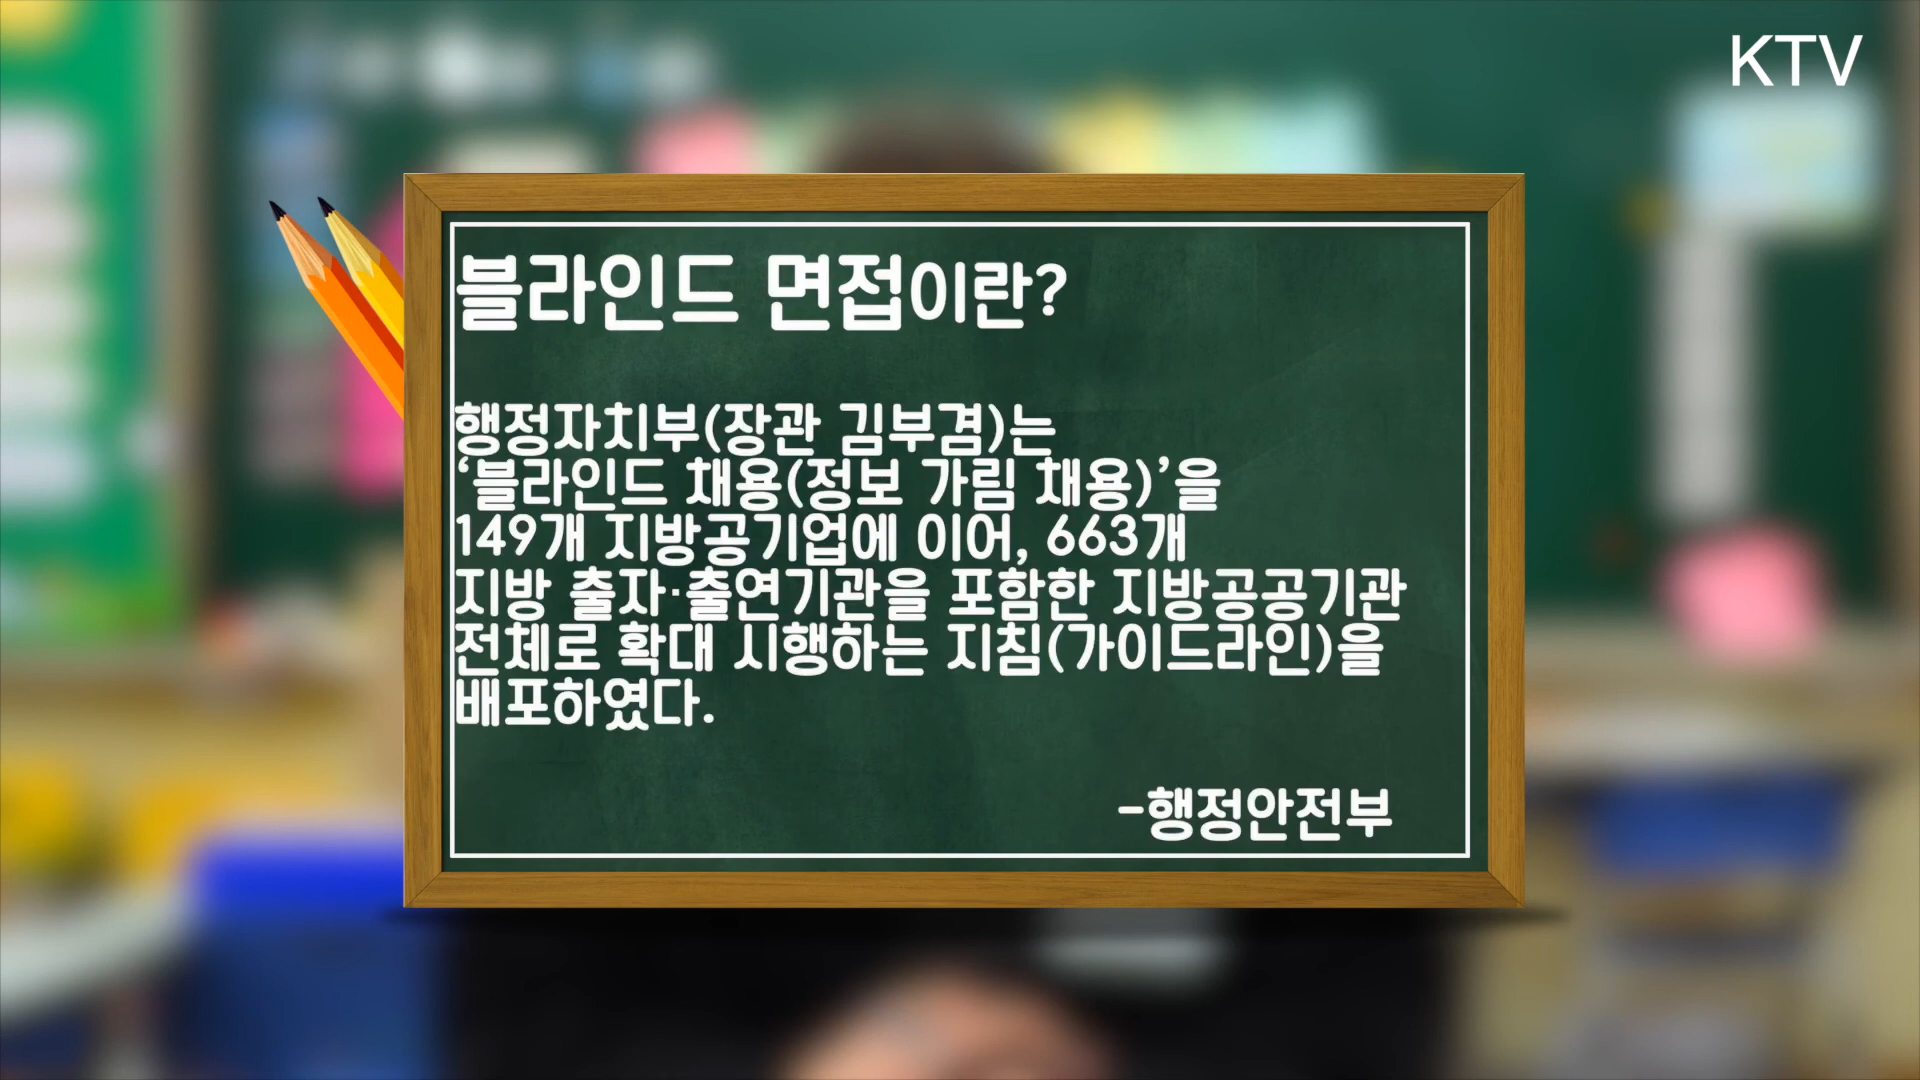 KTV
블라인드 면접이란?
행정자치부(장관 김부겸)는
‘블라인드 채용(정보 가림 채용)’을
149개 지방공기업에 이어, 663개
지방 출자·출연기관을 포함한 지방공공기관
전체로 확대 시행하는 지침(가이드라인)을
배포하였다.
-행정안전부